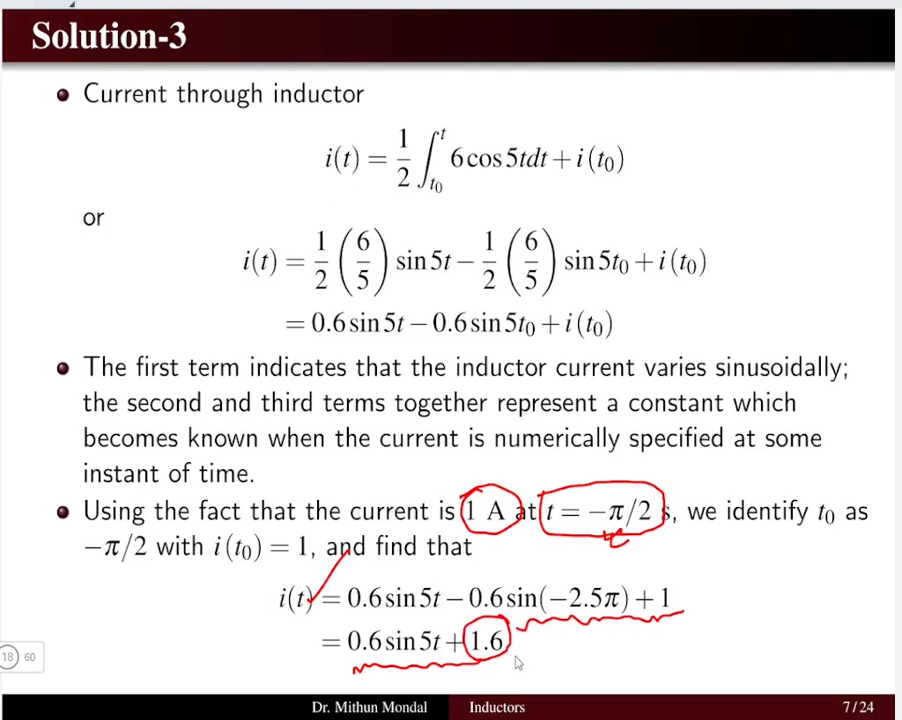 Solution-3
Current through inductor
i(t) = 1/2 ∫_{t₀}^{t} 6 cos 5t dt + i(t₀)
or
i(t) = 1/2 (6/5) sin 5t − 1/2 (6/5) sin 5t₀ + i(t₀)
= 0.6 sin 5t − 0.6 sin 5t₀ + i(t₀)
The first term indicates that the inductor current varies sinusoidally;
the second and third terms together represent a constant which
becomes known when the current is numerically specified at some
instant of time.
Using the fact that the current is 1 A at t = −π/2 s, we identify t₀ as
−π/2 with i(t₀) = 1, and find that
i(t) = 0.6 sin 5t − 0.6 sin(−2.5π) + 1
= 0.6 sin 5t + 1.6
18 60
Dr. Mithun Mondal Inductors 7 / 24